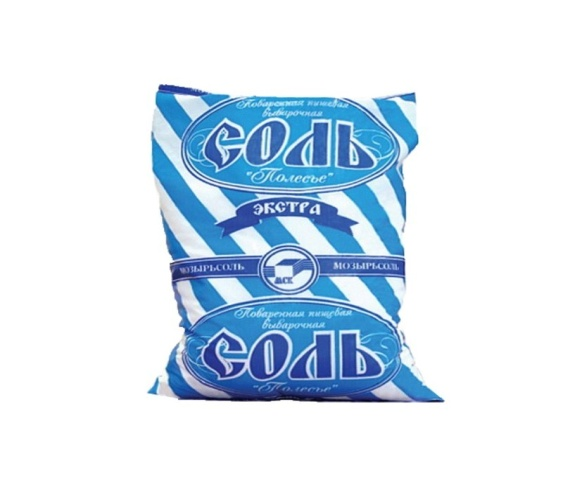 Поваренная пищевая
выварочная
СОЛЬ
"Полесье"
ЭКСТРА
МОЗЫРЬСОЛЬ
МОЗЫРЬСОЛЬ
Поваренная пищевая
выварочная
СОЛЬ
"Полесье"